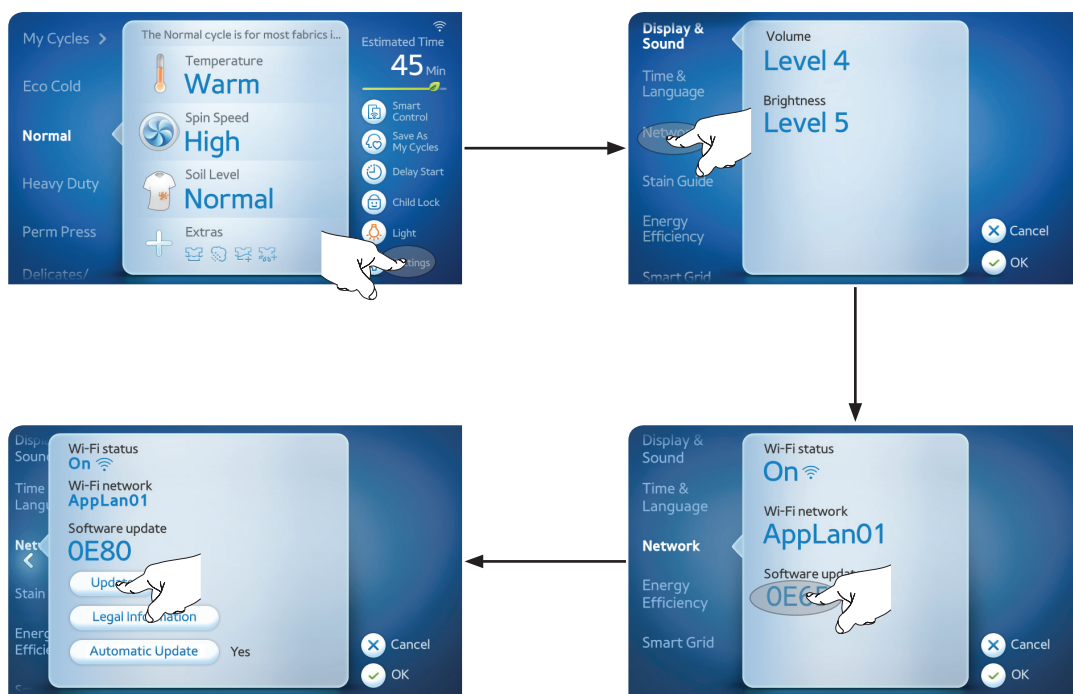 My Cycles >
Eco Cold
Normal
Heavy Duty
Perm Press
Delicates/
The Normal cycle is for most fabrics i...
Temperature
Warm
Spin Speed
High
Soil Level
Normal
Extras
Estimated Time
45 Min
Smart
Control
Save As
My Cycles
Delay Start
Child Lock
Light
Display &
Sound
Time &
Language
Stain Guide
Energy
Efficiency
Smart Grid
Volume
Level 4
Brightness
Level 5
Cancel
OK
Time
Stain
Wi-Fi status
On
Wi-Fi network
AppLan01
Software update
0E80
Legal Information
Automatic Update Yes
Cancel
OK
Display &
Sound
Time &
Language
Network
Energy
Efficiency
Smart Grid
Wi-Fi status
On
Wi-Fi network
AppLan01
Software
Cancel
OK